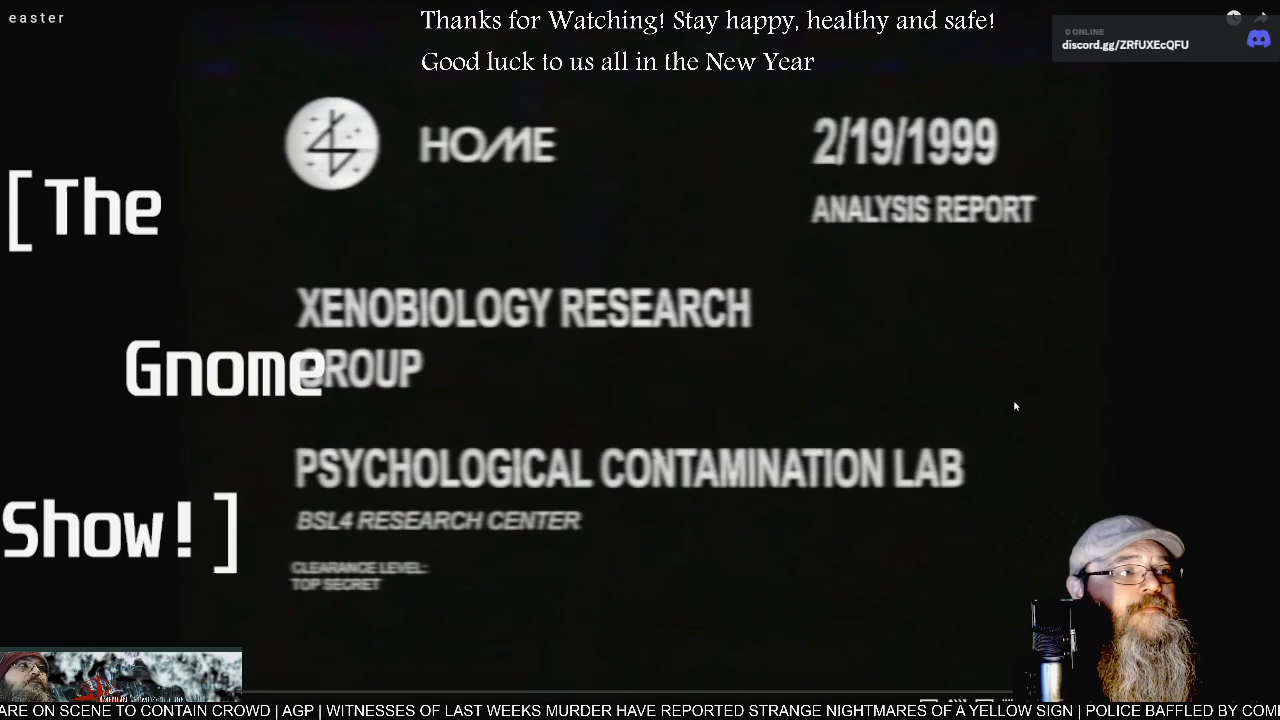 easter
Thanks for Watching! Stay happy, healthy and safe!
Good luck to us all in the New Year
0 ONLINE
discord.gg/ZRfUXEcQFU
HOME
2/19/1999
ANALYSIS REPORT
[The
Gnome
Show!]
XENOBIOLOGY RESEARCH
GROUP
PSYCHOLOGICAL CONTAMINATION LAB
BSL4 RESEARCH CENTER
CLEARANCE LEVEL:
TOP SECRET
ARE ON SCENE TO CONTAIN CROWD | AGP | WITNESSES OF LAST WEEKS MURDER HAVE REPORTED STRANGE NIGHTMARES OF A YELLOW SIGN | POLICE BAFFLED BY